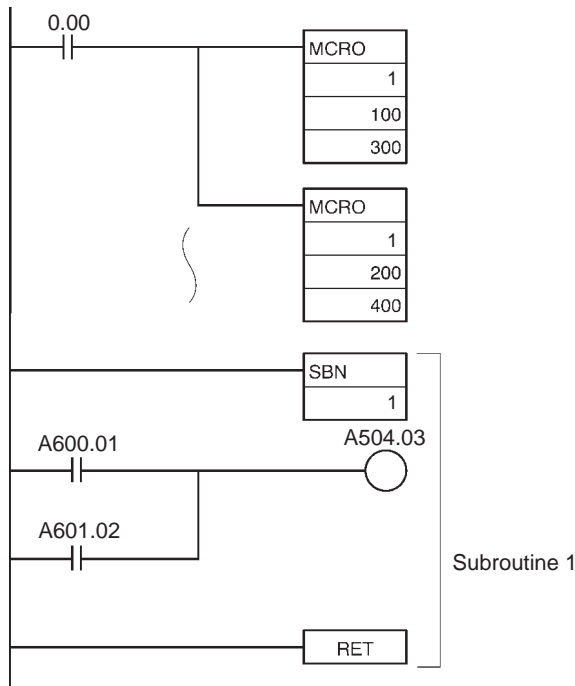 0.00
MCRO
1
100
300
MCRO
1
200
400
SBN
1
A600.01
A504.03
A601.02
Subroutine 1
RET